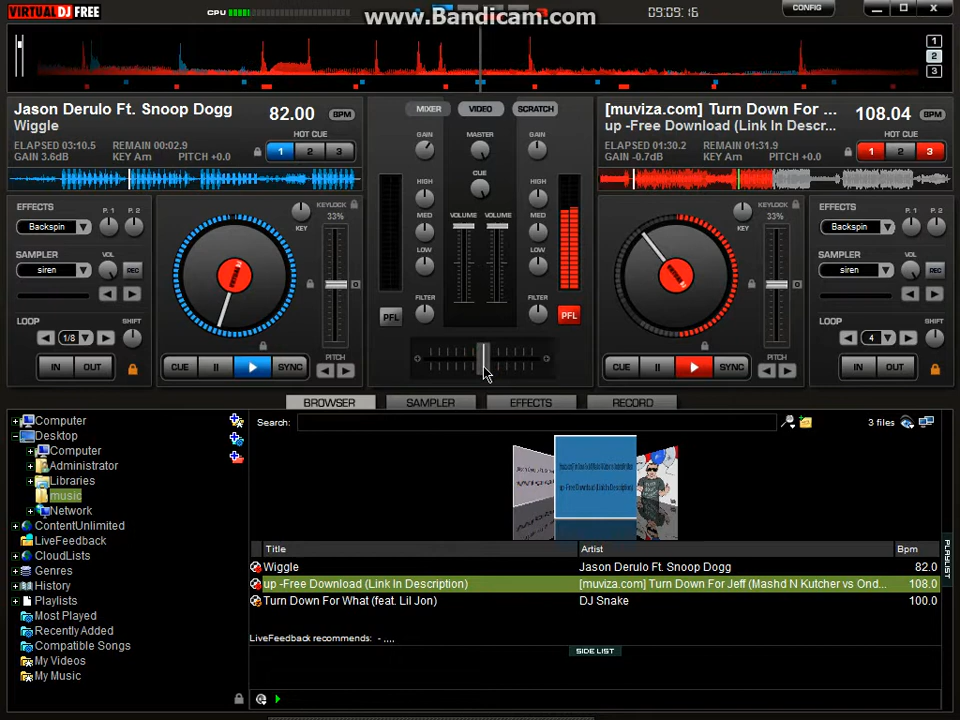 VIRTUAL DJ FREE
CPU
www.Bandicam.com
09:09:16
CONFIG
1
2
3
Jason Derulo Ft. Snoop Dogg
Wiggle
82.00 BPM
HOT CUE
ELAPSED 03:10.5 REMAIN 00:02.9
GAIN 3.6dB KEY Am PITCH +0.0
1 2 3
MIXER VIDEO SCRATCH
GAIN MASTER GAIN
CUE
HIGH HIGH
MED MED
VOLUME VOLUME
LOW LOW
FILTER FILTER
PFL PFL
[muviza.com] Turn Down For ...
up -Free Download (Link In Descr...
108.04 BPM
HOT CUE
ELAPSED 01:30.2 REMAIN 01:31.9
GAIN -0.7dB KEY Am PITCH +0.0
1 2 3
EFFECTS P. 1 P. 2
Backspin
SAMPLER VOL
siren REC
LOOP SHIFT
1/8
IN OUT
KEY
KEYLOCK
33%
CUE SYNC
PITCH
KEY
KEYLOCK
33%
CUE SYNC
PITCH
EFFECTS P. 1 P. 2
Backspin
SAMPLER VOL
siren REC
LOOP SHIFT
4
IN OUT
BROWSER SAMPLER EFFECTS RECORD
Computer
Desktop
Computer
Administrator
Libraries
music
Network
ContentUnlimited
LiveFeedback
CloudLists
Genres
History
Playlists
Most Played
Recently Added
Compatible Songs
My Videos
My Music
Search: 3 files
Title Artist Bpm
Wiggle Jason Derulo Ft. Snoop Dogg 82.0
up -Free Download (Link In Description) [muviza.com] Turn Down For Jeff (Mashd N Kutcher vs Ond... 108.0
Turn Down For What (feat. Lil Jon) DJ Snake 100.0
LiveFeedback recommends: - ....
SIDE LIST
PLAYLIST